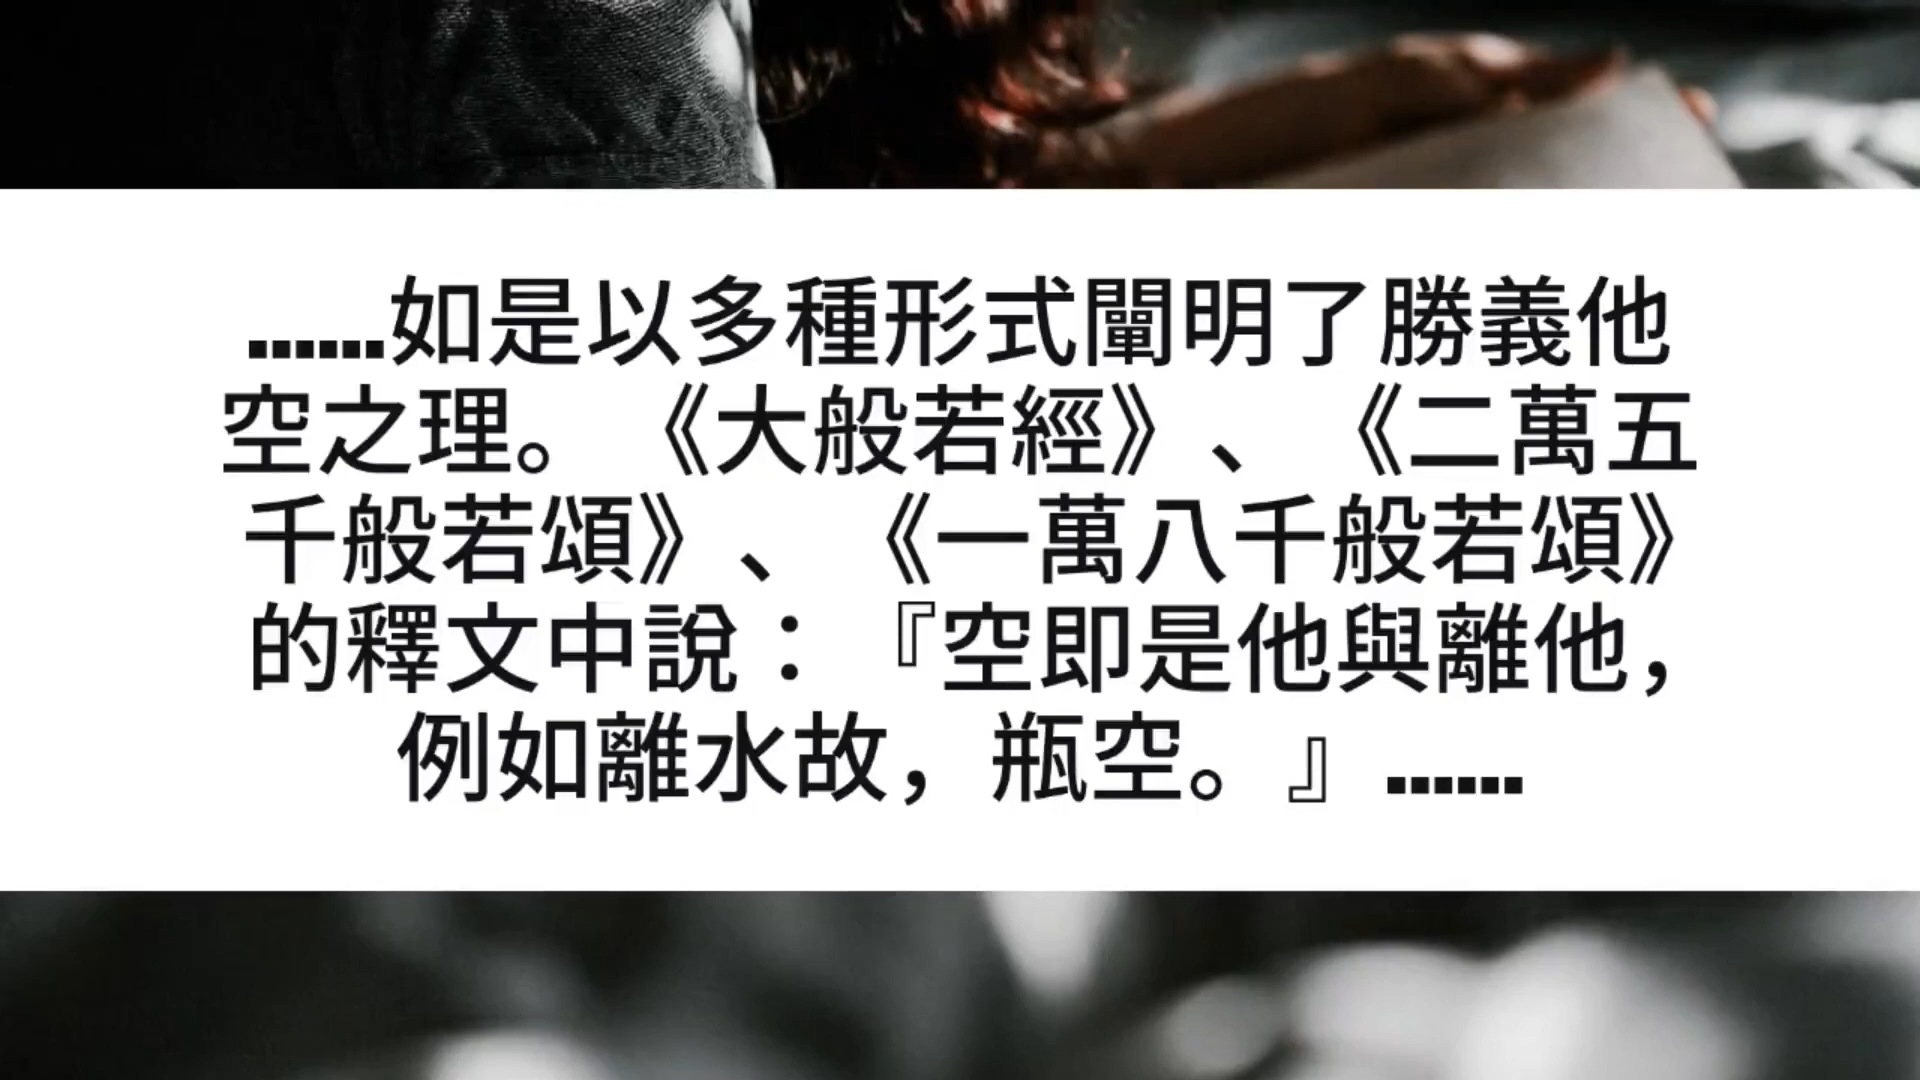 ……如是以多種形式闡明了勝義他
空之理。《大般若經》、《二萬五
千般若頌》、《一萬八千般若頌》
的釋文中說：『空即是他與離他，
例如離水故，瓶空。』……